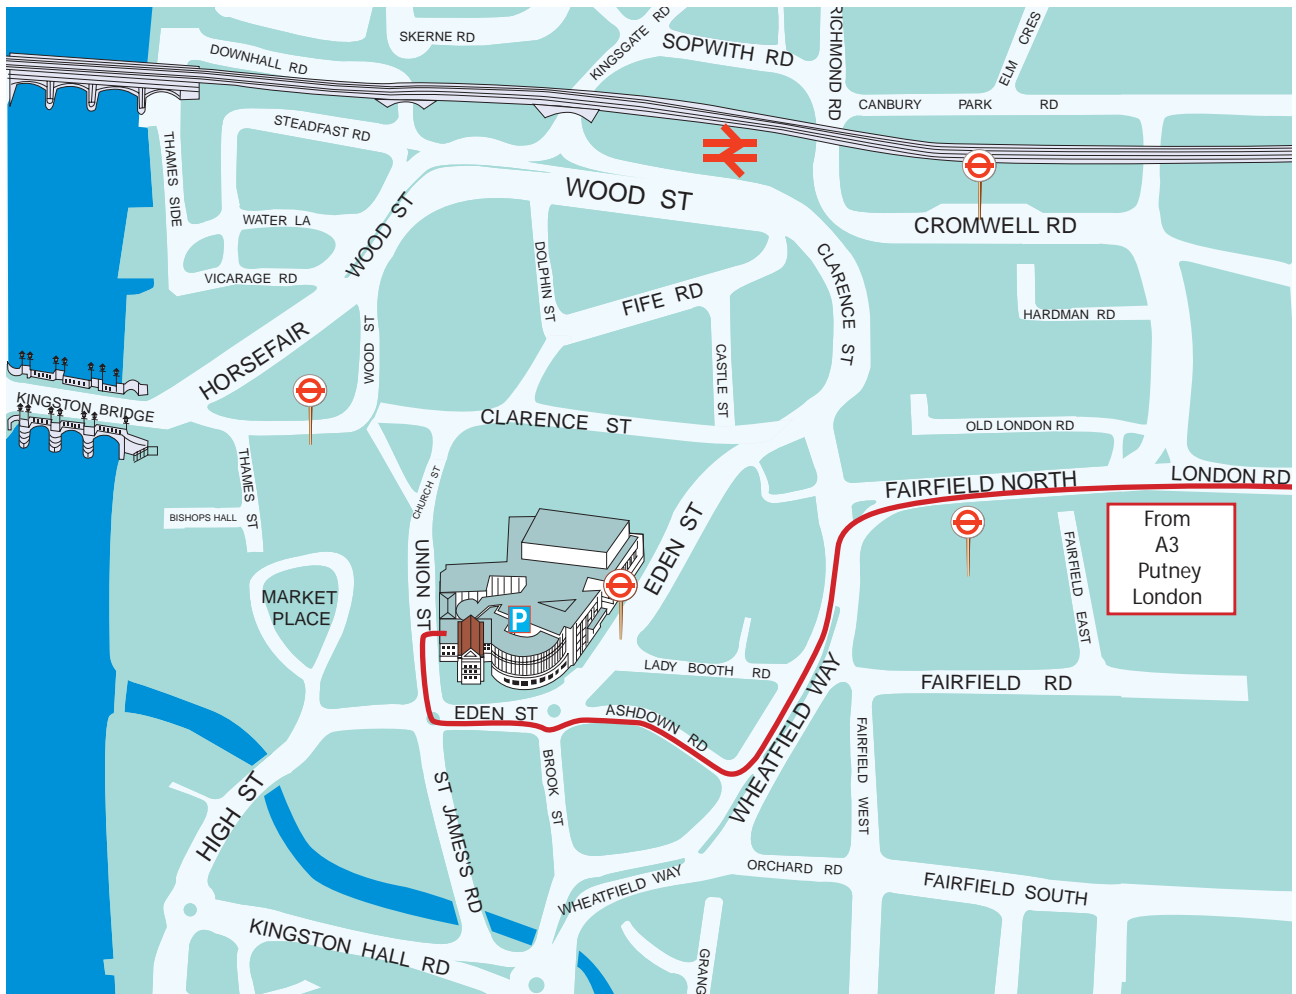 SKERNE RD
KINGSGATE RD
SOPWITH RD
RICHMOND RD
ELM CRES
DOWNHALL RD
CANBURY PARK RD
STEADFAST RD
THAMES SIDE
WOOD ST
WOOD ST
WATER LA
CROMWELL RD
VICARAGE RD
DOLPHIN ST
FIFE RD
CLARENCE ST
HARDMAN RD
HORSEFAIR
WOOD ST
CASTLE ST
KINGSTON BRIDGE
CLARENCE ST
OLD LONDON RD
THAMES ST
CHURCH ST
FAIRFIELD NORTH
LONDON RD
BISHOPS HALL
EDEN ST
From
A3
Putney
London
UNION ST
FAIRFIELD EAST
MARKET
PLACE
P
LADY BOOTH RD
FAIRFIELD RD
EDEN ST
ASHDOWN RD
WHEATFIELD WAY
FAIRFIELD WEST
BROOK ST
HIGH ST
ST JAMES'S RD
ORCHARD RD
WHEATFIELD WAY
FAIRFIELD SOUTH
KINGSTON HALL RD
GRANG